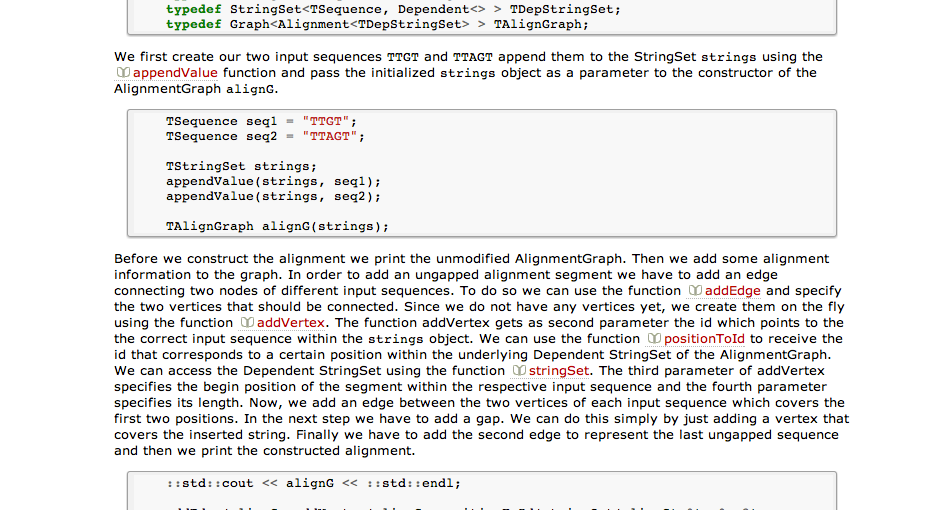 typedef StringSet<TSequence, Dependent<> > TDepStringSet;
typedef Graph<Alignment<TDepStringSet> > TAlignGraph;
We first create our two input sequences TTGT and TTAGT append them to the StringSet strings using the
appendValue function and pass the initialized strings object as a parameter to the constructor of the
AlignmentGraph alignG.
TSequence seq1 = "TTGT";
TSequence seq2 = "TTAGT";
TStringSet strings;
appendValue(strings, seq1);
appendValue(strings, seq2);
TAlignGraph alignG(strings);
Before we construct the alignment we print the unmodified AlignmentGraph. Then we add some alignment
information to the graph. In order to add an ungapped alignment segment we have to add an edge
connecting two nodes of different input sequences. To do so we can use the function addEdge and specify
the two vertices that should be connected. Since we do not have any vertices yet, we create them on the fly
using the function addVertex. The function addVertex gets as second parameter the id which points to the
the correct input sequence within the strings object. We can use the function positionToId to receive the
id that corresponds to a certain position within the underlying Dependent StringSet of the AlignmentGraph.
We can access the Dependent StringSet using the function stringSet. The third parameter of addVertex
specifies the begin position of the segment within the respective input sequence and the fourth parameter
specifies its length. Now, we add an edge between the two vertices of each input sequence which covers the
first two positions. In the next step we have to add a gap. We can do this simply by just adding a vertex that
covers the inserted string. Finally we have to add the second edge to represent the last ungapped sequence
and then we print the constructed alignment.
::std::cout << alignG << ::std::endl;